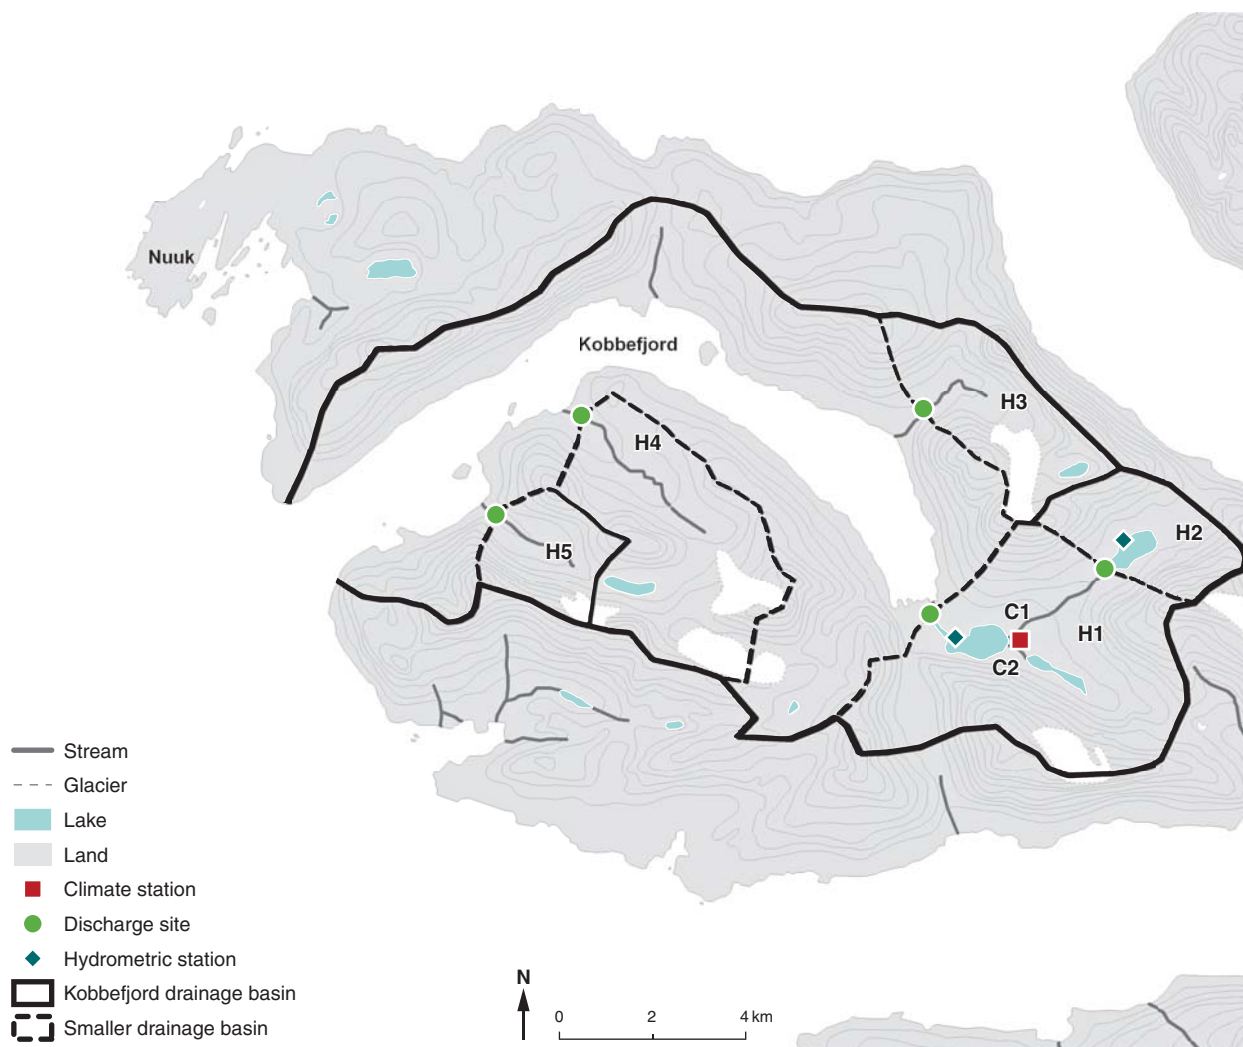 Nuuk
Kobbefjord
H3
H4
H2
H5
C1
H1
C2
Stream
Glacier
Lake
Land
Climate station
Discharge site
Hydrometric station
Kobbefjord drainage basin
Smaller drainage basin
N
0 2 4 km